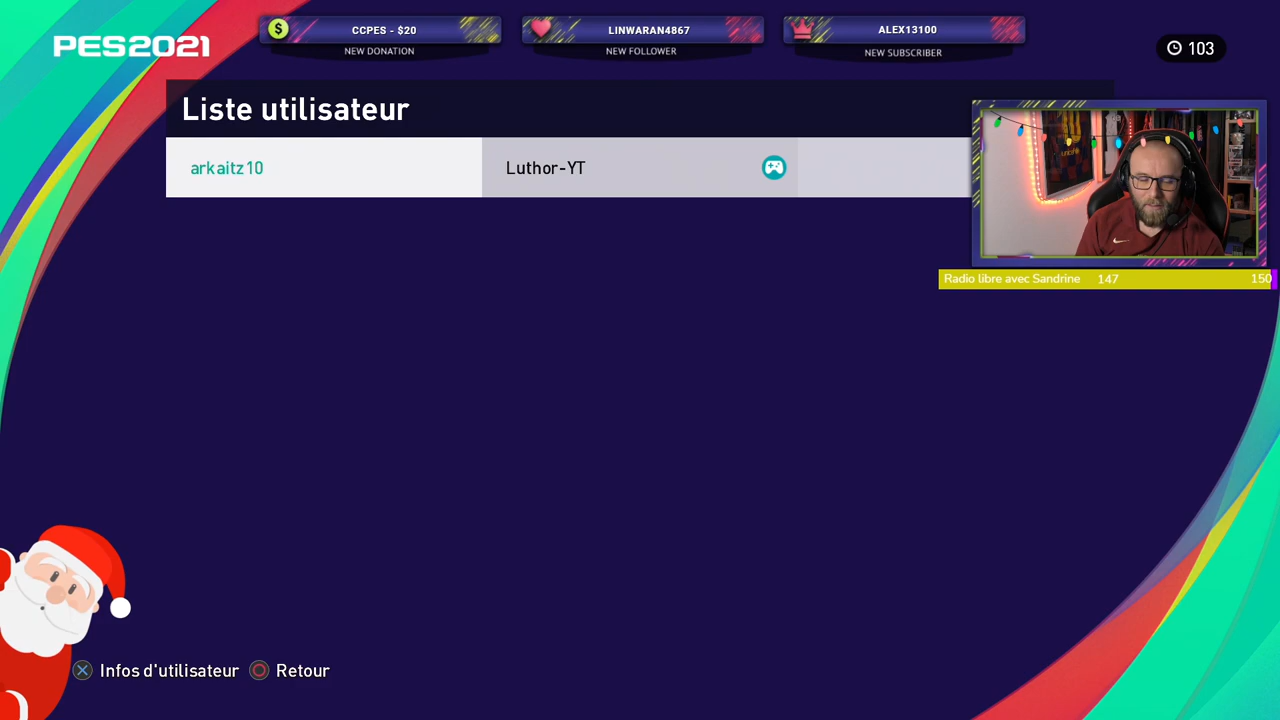 PES2021
CCPES - $20
NEW DONATION
LINWARAN4867
NEW FOLLOWER
ALEX13100
NEW SUBSCRIBER
103
Liste utilisateur
arkaitz10
Luthor-YT
Radio libre avec Sandrine 147 150
Infos d'utilisateur
Retour